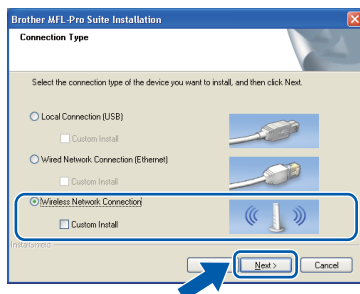 Brother MFL-Pro Suite Installation
Connection Type
Select the connection type of the device you want to install, and then click Next.
Local Connection (USB)
Custom Install
Wired Network Connection (Ethernet)
Custom Install
Wireless Network Connection
Custom Install
InstallShield
Next > Cancel